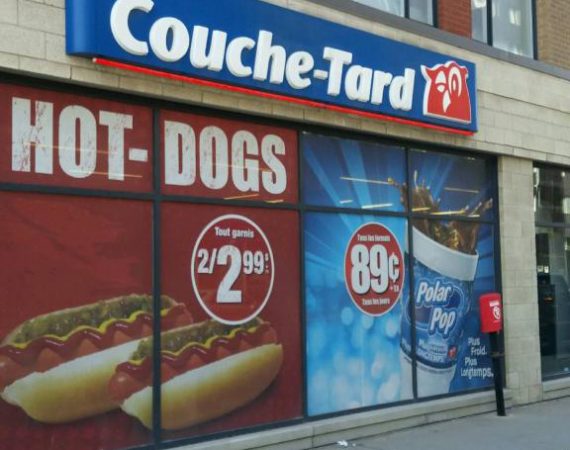 Couche-Tard
HOT-DOGS
Tout garnis
2/2.99$
Tous les formats
89¢
+ TX
Tous les jours
Polar
Pop
Plus
Froid.
Plus
Longtemps.